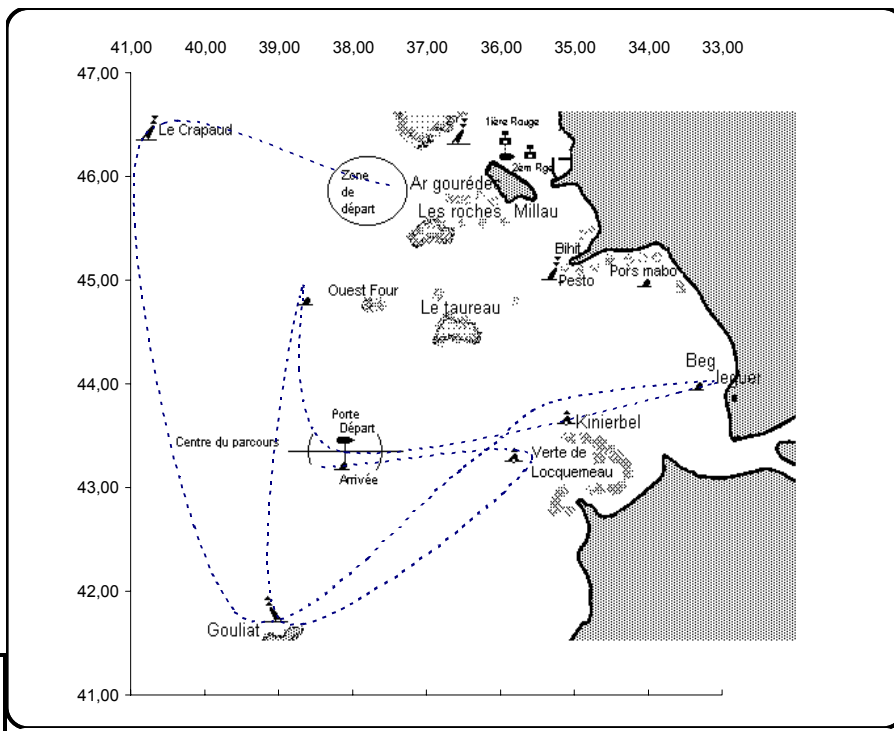 41,00 40,00 39,00 38,00 37,00 36,00 35,00 34,00 33,00
47,00
46,00
45,00
44,00
43,00
42,00
41,00
Le Crapaud
1ière Rouge
2èm Rge
Zone
de
départ
Ar gourédec
Les roches
Millau
Bihit
Pesto
Pors mabo
Ouest Four
Le taureau
Beg
leguer
Porte
Départ
Centre du parcours
Kinierbel
Verte de
Locquemeau
Arrivée
Gouliat